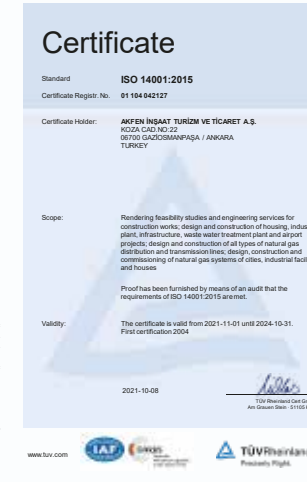 Certificate
Standard ISO 14001:2015
Certificate Registr. No. 01 104 042127
Certificate Holder: AKFEN İNŞAAT TURİZM VE TİCARET A.Ş.
KOZA CAD.NO:22
06700 GAZİOSMANPAŞA / ANKARA
TURKEY
Scope: Rendering feasibility studies and engineering services for
construction works; design and construction of housing, indus
plant, infrastructure, waste water treatment plant and airport
projects; design and construction of all types of natural gas
distribution and transmission lines; design, construction and
commissioning of natural gas systems of cities, industrial facil
and houses
Proof has been furnished by means of an audit that the
requirements of ISO 14001:2015 aremet.
Validity: The certificate is valid from 2021-11-01 until 2024-10-31.
First certification 2004
2021-10-08
TÜV Rheinland Cert G
Am Grauen Stein · 51105
www.tuv.com
IAF
DAkkS
TÜVRheinland
Precisely Right.